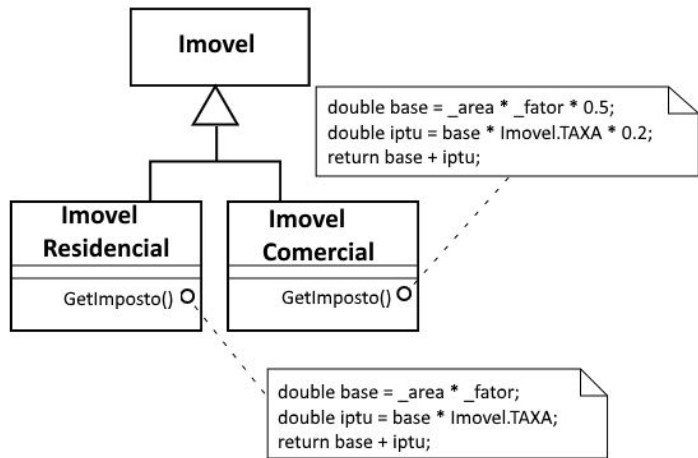 Imovel
double base = _area * _fator * 0.5;
double iptu = base * Imovel.TAXA * 0.2;
return base + iptu;
Imovel
Residencial
GetImposto()
Imovel
Comercial
GetImposto()
double base = _area * _fator;
double iptu = base * Imovel.TAXA;
return base + iptu;